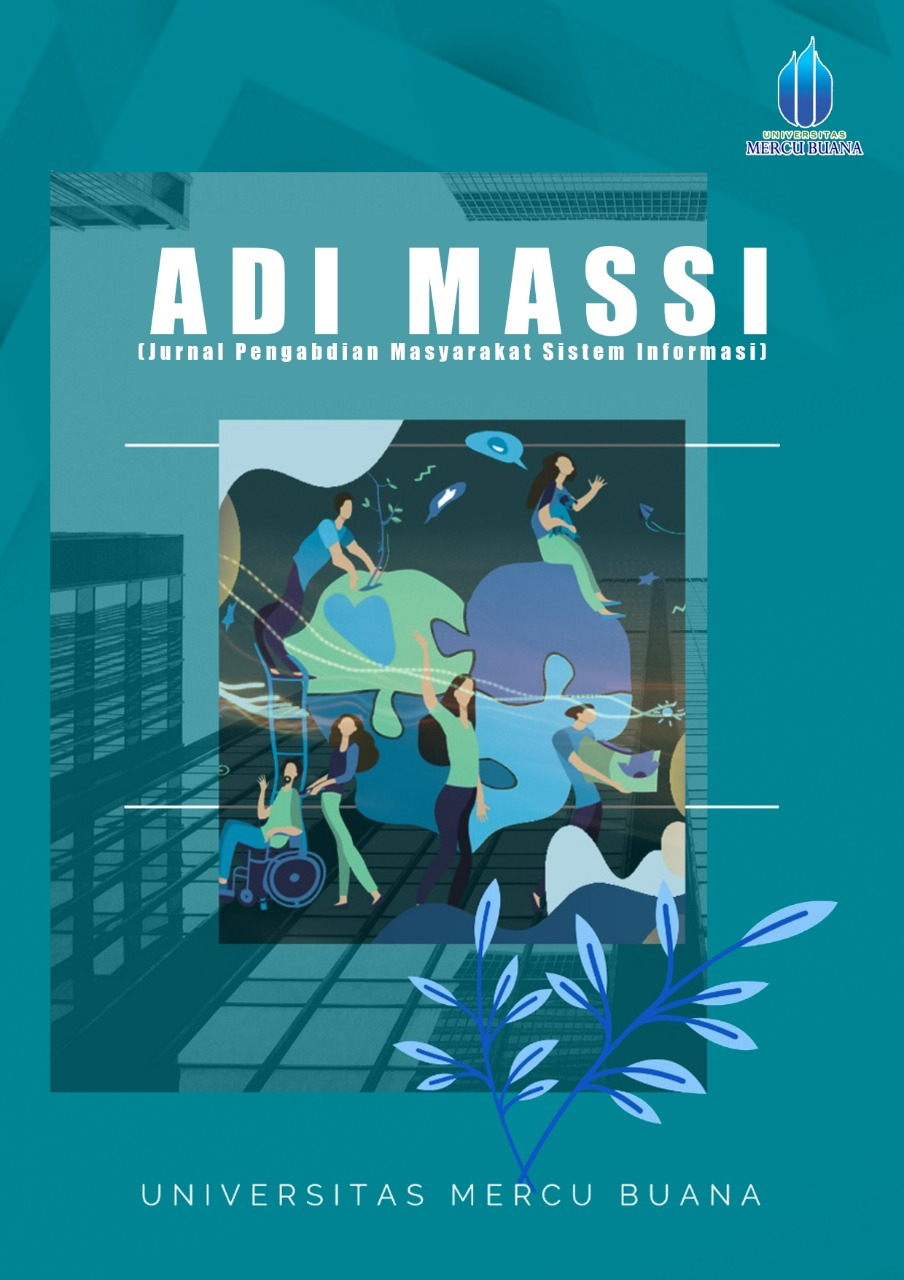 UNIVERSITAS
MERCU BUANA
ADI MASSI
(Jurnal Pengabdian Masyarakat Sistem Informasi)
UNIVERSITAS MERCU BUANA